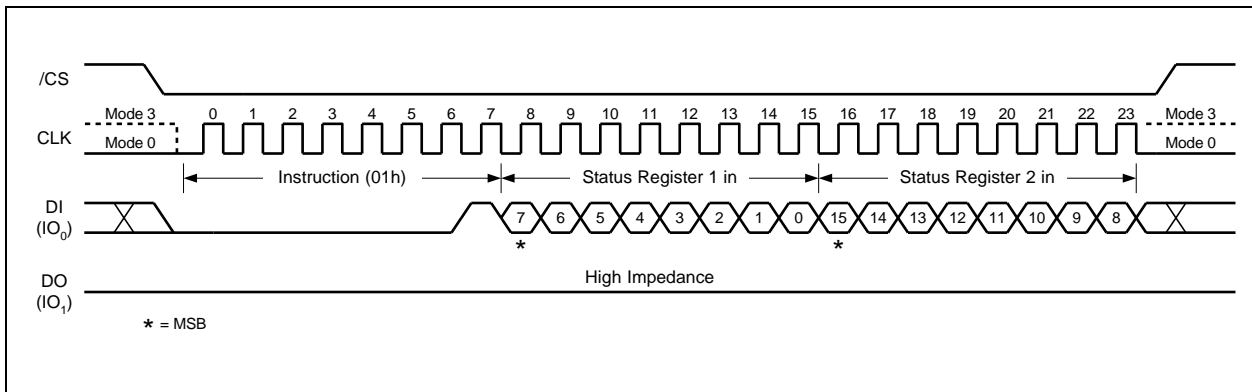 /CS
Mode 3 0 1 2 3 4 5 6 7 8 9 10 11 12 13 14 15 16 17 18 19 20 21 22 23 Mode 3
CLK Mode 0 Mode 0
Instruction (01h) Status Register 1 in Status Register 2 in
DI
(IO0) 7 6 5 4 3 2 1 0 15 14 13 12 11 10 9 8
* *
DO High Impedance
(IO1)
* = MSB